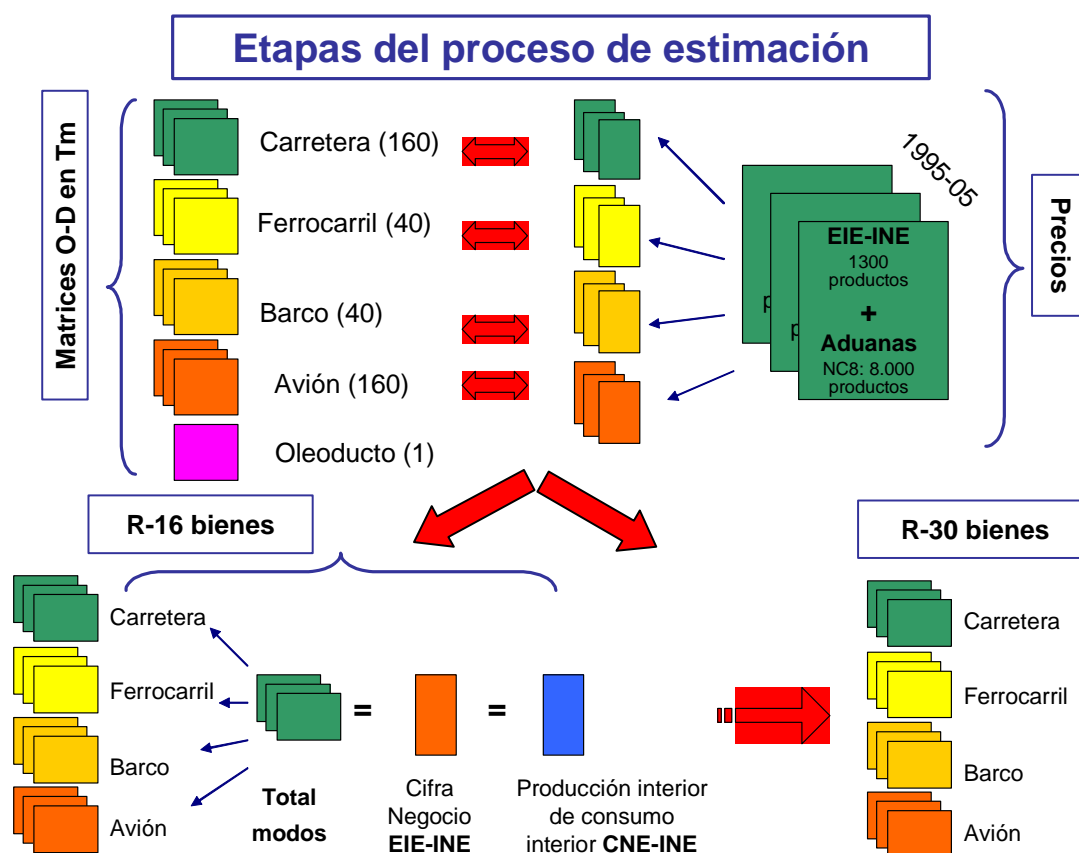 Etapas del proceso de estimación
Matrices O-D en Tm
Carretera (160)
Ferrocarril (40)
Barco (40)
Avión (160)
Oleoducto (1)
1995-05
p
p
EIE-INE
1300
productos
+
Aduanas
NC8: 8.000
productos
Precios
R-16 bienes
R-30 bienes
Carretera
Ferrocarril
Barco
Avión
Total
modos
=
Cifra
Negocio
EIE-INE
=
Producción interior
de consumo
interior CNE-INE
Carretera
Ferrocarril
Barco
Avión